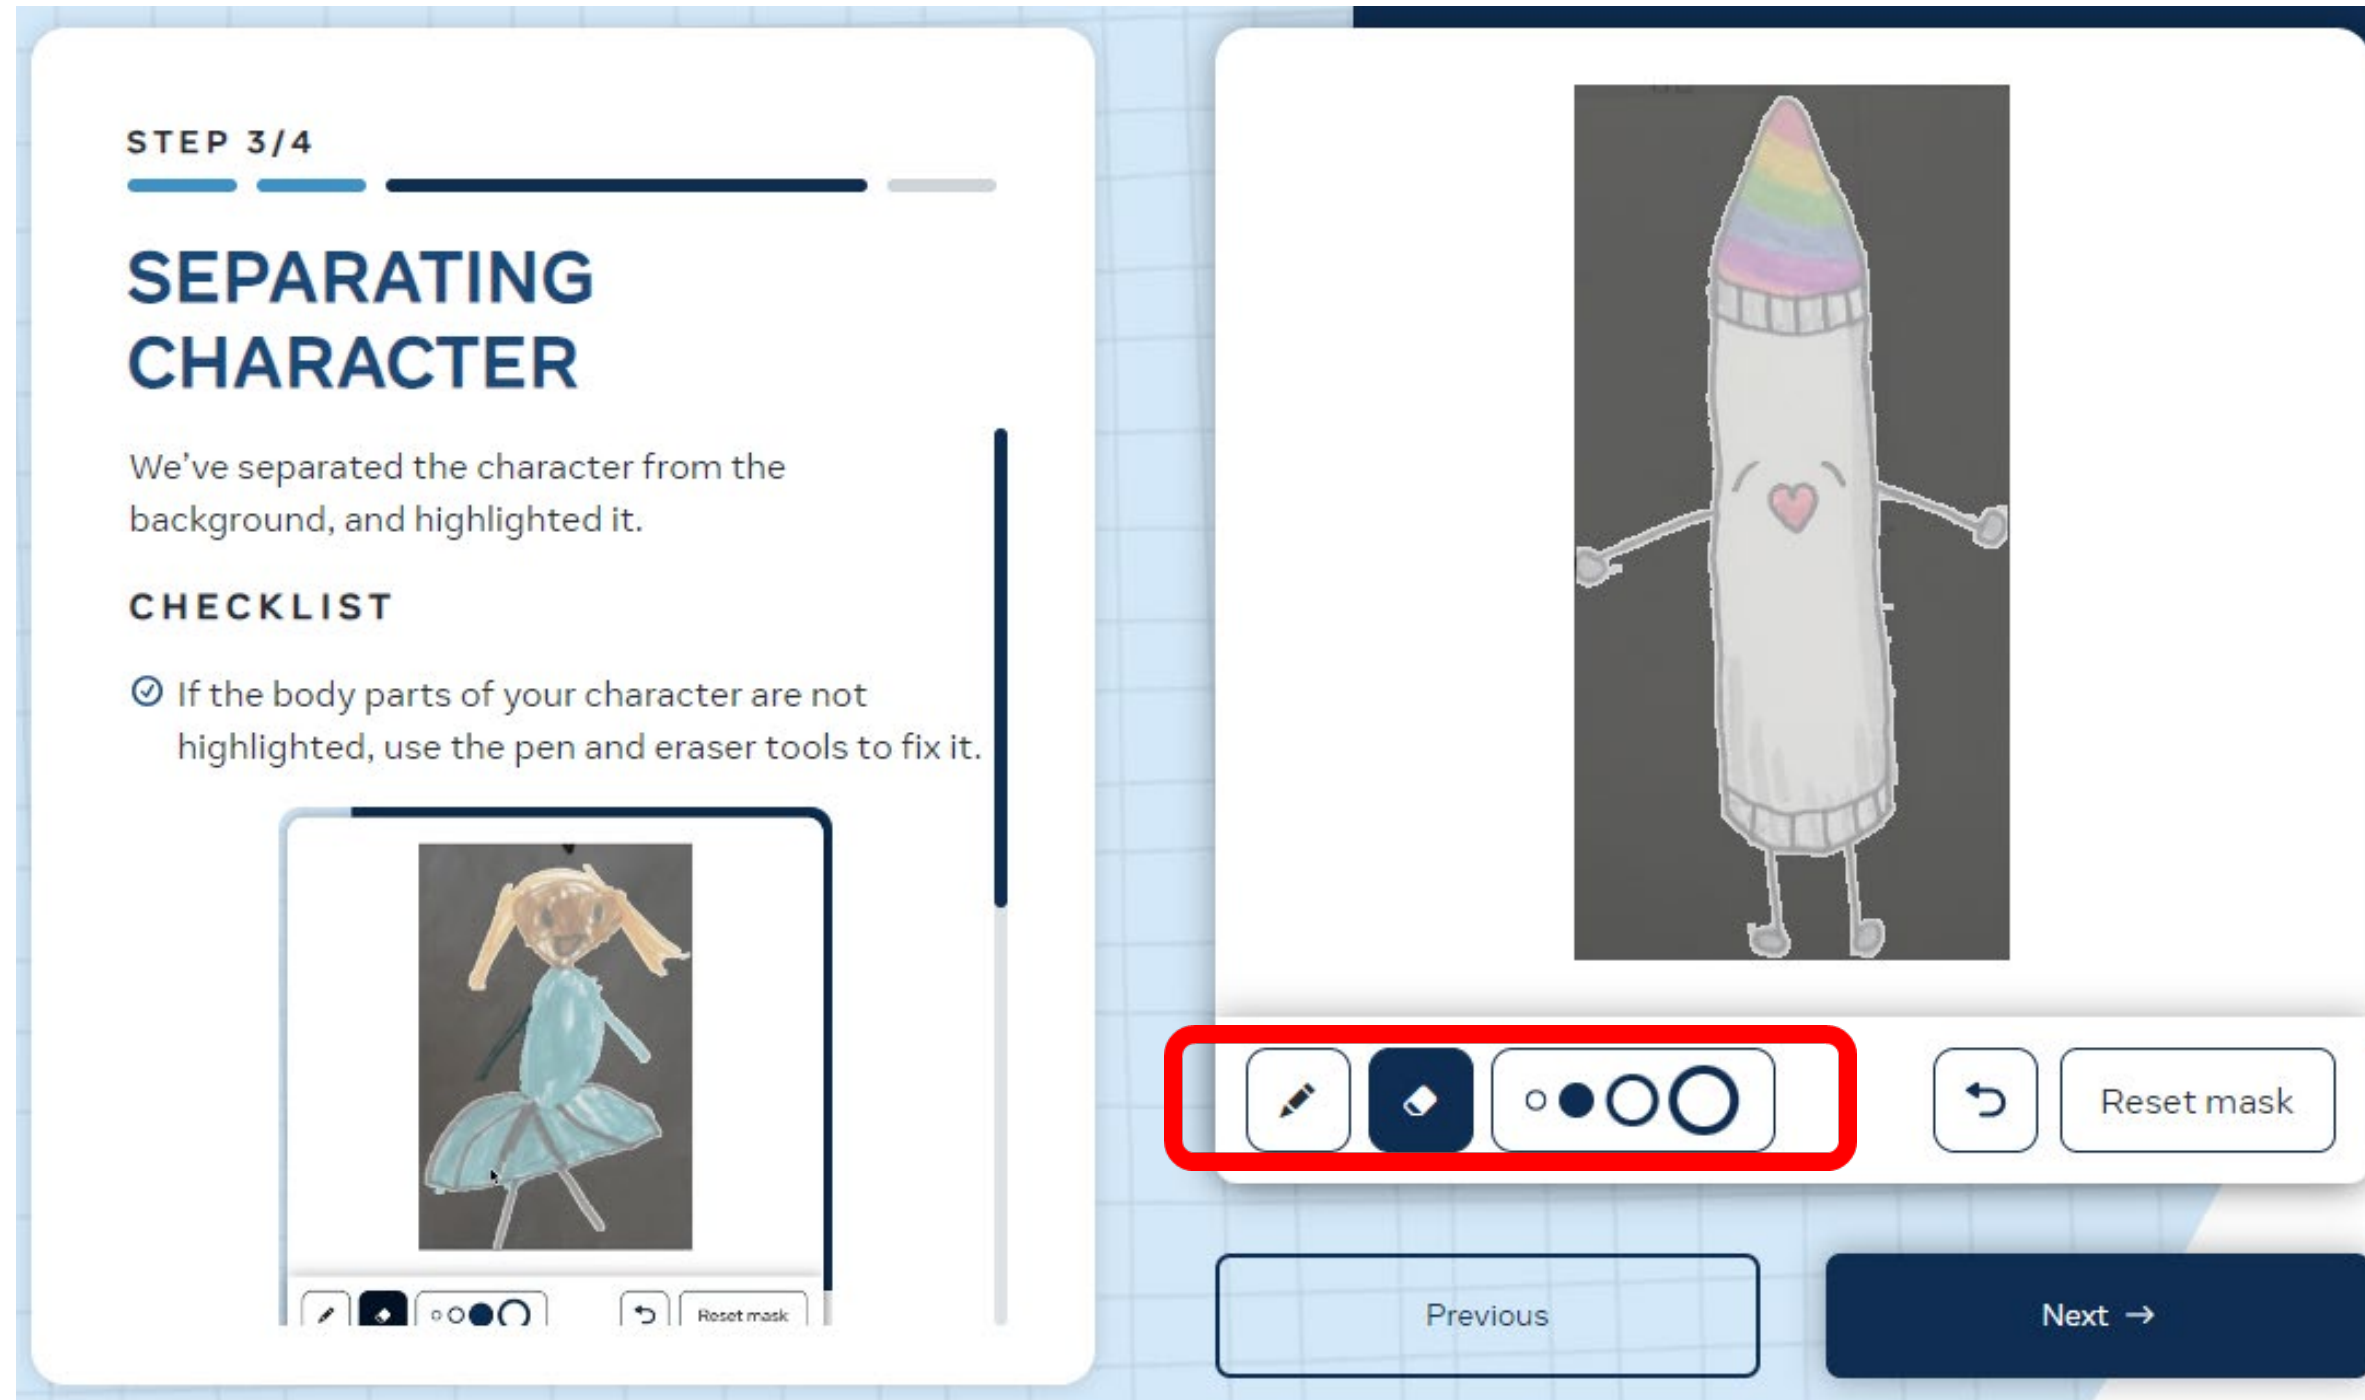 STEP 3/4
SEPARATING
CHARACTER
We've separated the character from the
background, and highlighted it.
CHECKLIST
If the body parts of your character are not
highlighted, use the pen and eraser tools to fix it.
Reset mask
Reset mask
Previous
Next →